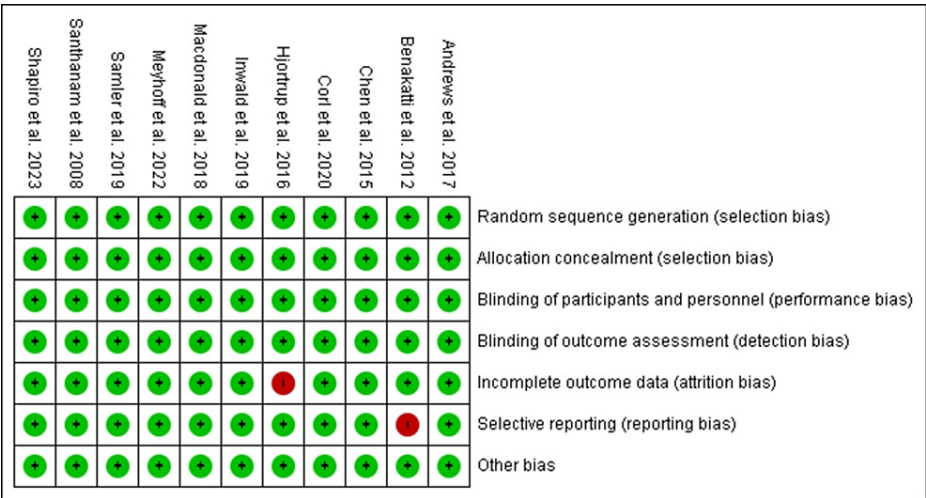 Shapiro et al. 2023
Santhanam et al. 2008
Samler et al. 2019
Meyhoff et al. 2022
Macdonald et al. 2018
Inwald et al. 2019
Hjortrup et al. 2016
Corl et al. 2020
Chen et al. 2015
Benakatti et al. 2012
Andrews et al. 2017
+ + + + + + + + + + + Random sequence generation (selection bias)
+ + + + + + + + + + + Allocation concealment (selection bias)
+ + + + + + + + + + + Blinding of participants and personnel (performance bias)
+ + + + + + + + + + + Blinding of outcome assessment (detection bias)
+ + + + + + - + + + + Incomplete outcome data (attrition bias)
+ + + + + + + + + - + Selective reporting (reporting bias)
+ + + + + + + + + + + Other bias